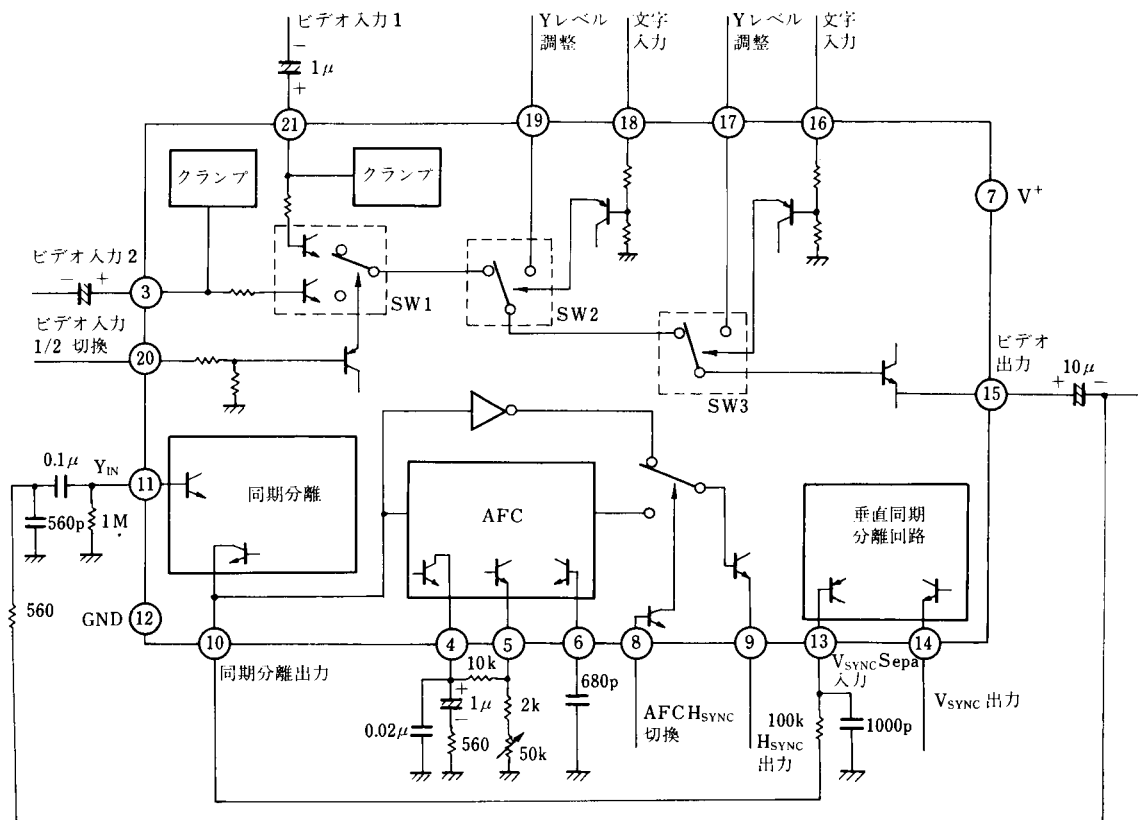 ビデオ入力1
Yレベル
調整
文字
入力
Yレベル
調整
文字
入力
−
1μ
+
21
19
18
17
16
クランプ
クランプ
7
V⁺
ビデオ入力2
−
+
3
SW1
SW2
SW3
ビデオ入力
1/2 切換
20
ビデオ
出力
10μ
+
−
15
0.1μ
Y_IN
11
560p
1M
同期分離
AFC
垂直同期
分離回路
560
GND
12
10
4
5
6
8
9
13
14
同期分離出力
10k
+
1μ
−
2k
680p
0.02μ
560
50k
AFC H_SYNC
切換
H_SYNC
出力
V_SYNC Sepa
入力
100k
1000p
V_SYNC 出力